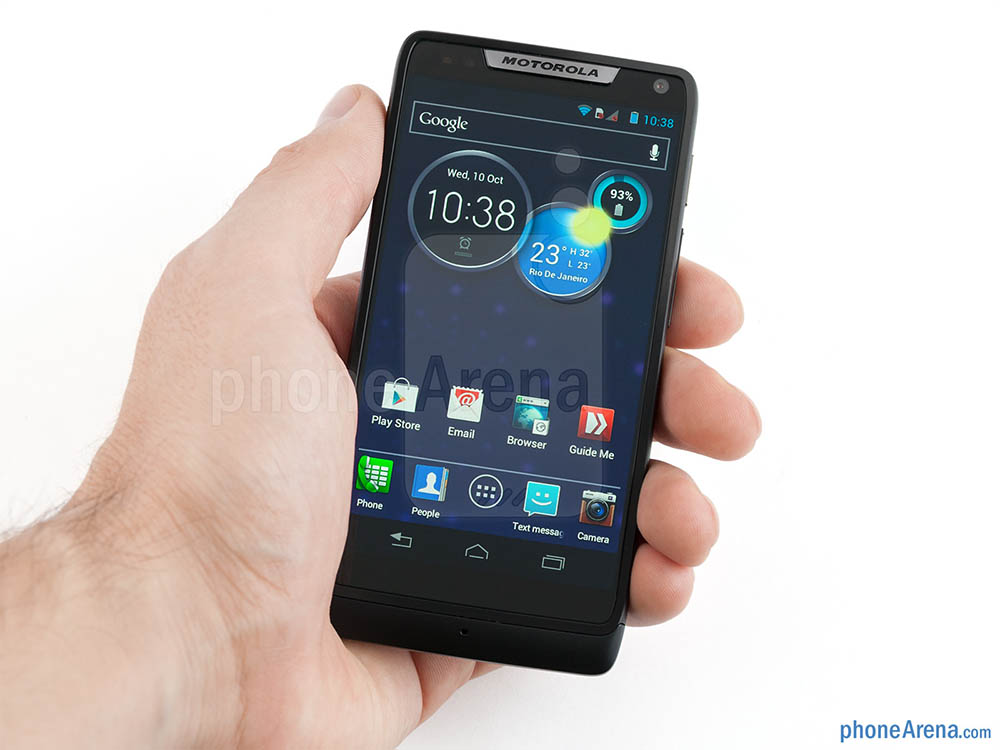 MOTOROLA
10:38
Google
Wed, 10 Oct
10:38
93%
23° H 32°
L 23°
Rio De Janeiro
phoneArena
Play Store
Email
Browser
Guide Me
Phone
People
Text messag
Camera
phoneArena.com